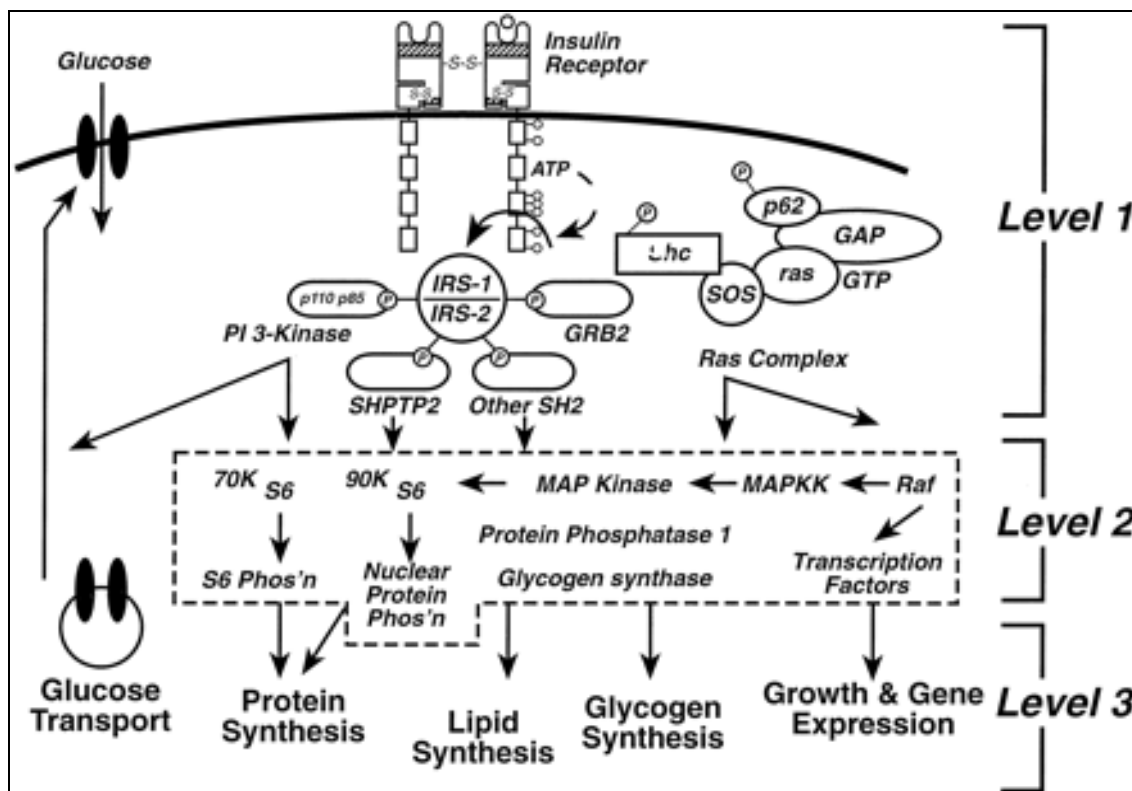 Glucose
Insulin
Receptor
-S-S-
S-S
S-S
ATP
P
P
p62
GAP
hc
ras
SOS
GTP
IRS-1
IRS-2
p110 p85
P
P
PI 3-Kinase
GRB2
P
P
SHPTP2
Other SH2
Ras Complex
Level 1
70K S6
90K S6
MAP Kinase
MAPKK
Raf
Protein Phosphatase 1
S6 Phos'n
Nuclear
Protein
Phos'n
Glycogen synthase
Transcription
Factors
Level 2
Glucose
Transport
Protein
Synthesis
Lipid
Synthesis
Glycogen
Synthesis
Growth & Gene
Expression
Level 3